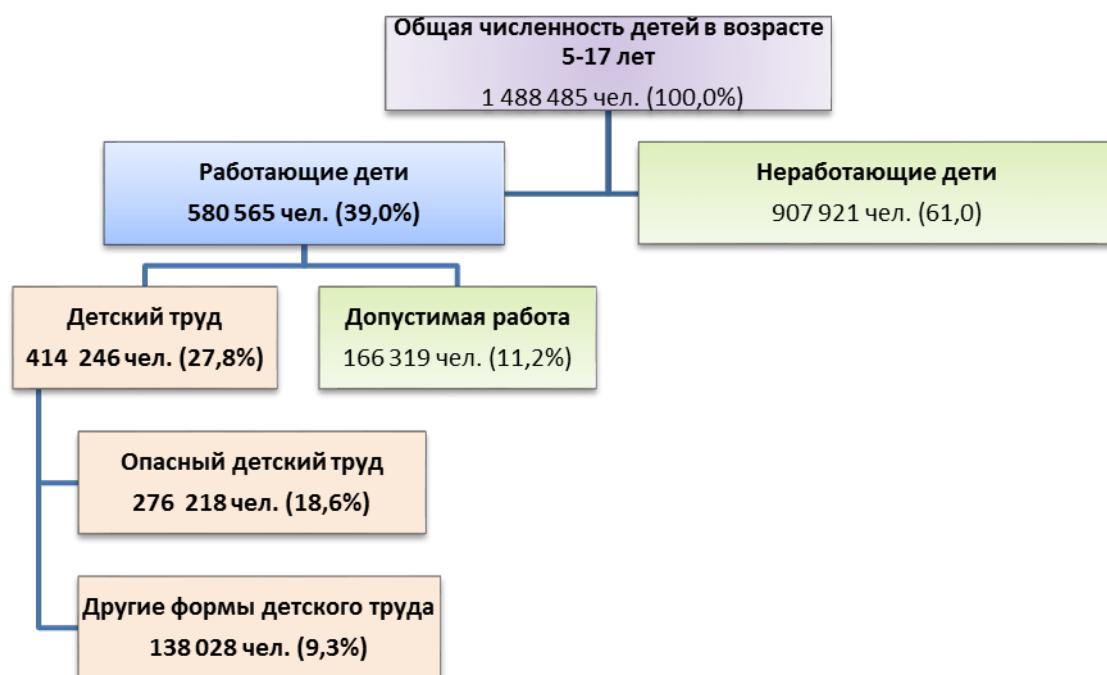 Общая численность детей в возрасте
5-17 лет
1 488 485 чел. (100,0%)
Работающие дети
580 565 чел. (39,0%)
Неработающие дети
907 921 чел. (61,0)
Детский труд
414 246 чел. (27,8%)
Допустимая работа
166 319 чел. (11,2%)
Опасный детский труд
276 218 чел. (18,6%)
Другие формы детского труда
138 028 чел. (9,3%)